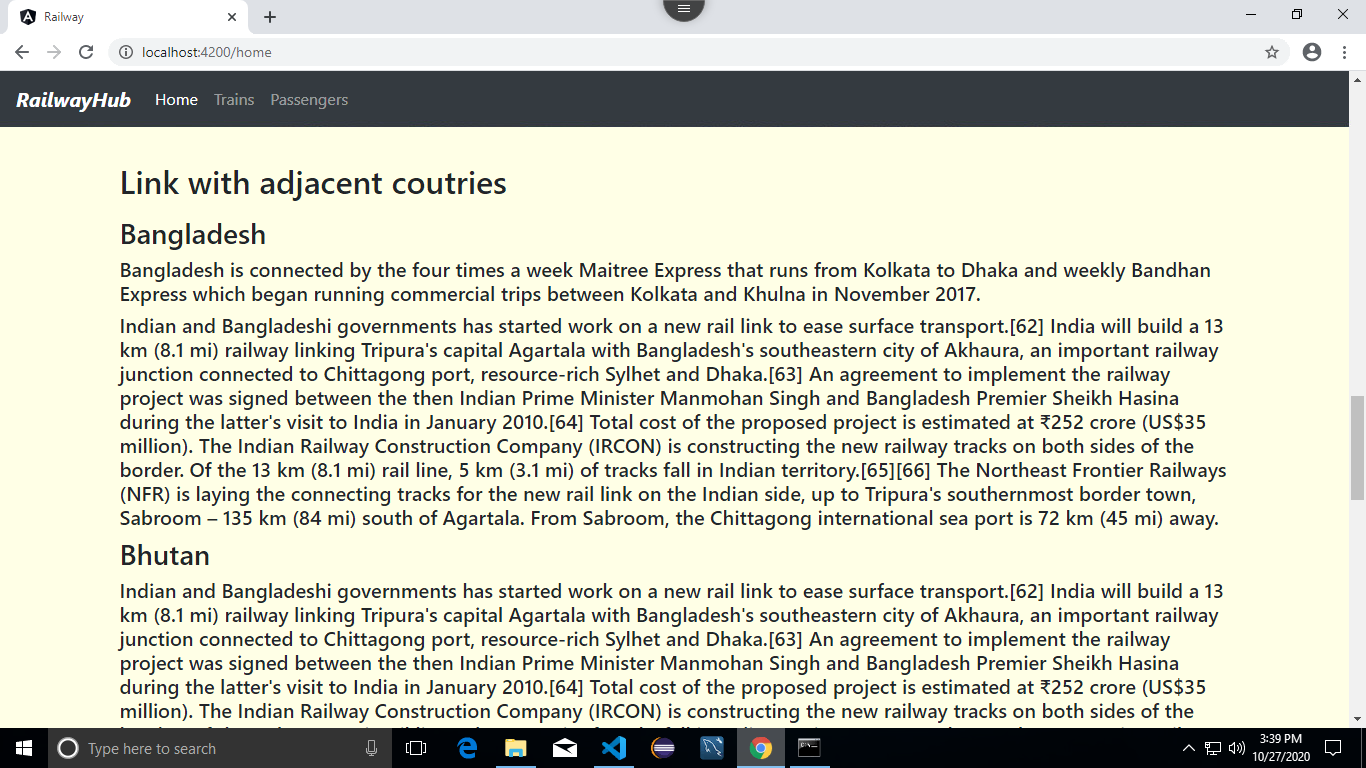 Railway
localhost:4200/home
RailwayHub Home Trains Passengers
Link with adjacent coutries
Bangladesh
Bangladesh is connected by the four times a week Maitree Express that runs from Kolkata to Dhaka and weekly Bandhan
Express which began running commercial trips between Kolkata and Khulna in November 2017.
Indian and Bangladeshi governments has started work on a new rail link to ease surface transport.[62] India will build a 13
km (8.1 mi) railway linking Tripura's capital Agartala with Bangladesh's southeastern city of Akhaura, an important railway
junction connected to Chittagong port, resource-rich Sylhet and Dhaka.[63] An agreement to implement the railway
project was signed between the then Indian Prime Minister Manmohan Singh and Bangladesh Premier Sheikh Hasina
during the latter's visit to India in January 2010.[64] Total cost of the proposed project is estimated at ₹252 crore (US$35
million). The Indian Railway Construction Company (IRCON) is constructing the new railway tracks on both sides of the
border. Of the 13 km (8.1 mi) rail line, 5 km (3.1 mi) of tracks fall in Indian territory.[65][66] The Northeast Frontier Railways
(NFR) is laying the connecting tracks for the new rail link on the Indian side, up to Tripura's southernmost border town,
Sabroom – 135 km (84 mi) south of Agartala. From Sabroom, the Chittagong international sea port is 72 km (45 mi) away.
Bhutan
Indian and Bangladeshi governments has started work on a new rail link to ease surface transport.[62] India will build a 13
km (8.1 mi) railway linking Tripura's capital Agartala with Bangladesh's southeastern city of Akhaura, an important railway
junction connected to Chittagong port, resource-rich Sylhet and Dhaka.[63] An agreement to implement the railway
project was signed between the then Indian Prime Minister Manmohan Singh and Bangladesh Premier Sheikh Hasina
during the latter's visit to India in January 2010.[64] Total cost of the proposed project is estimated at ₹252 crore (US$35
million). The Indian Railway Construction Company (IRCON) is constructing the new railway tracks on both sides of the
Type here to search
3:39 PM
10/27/2020